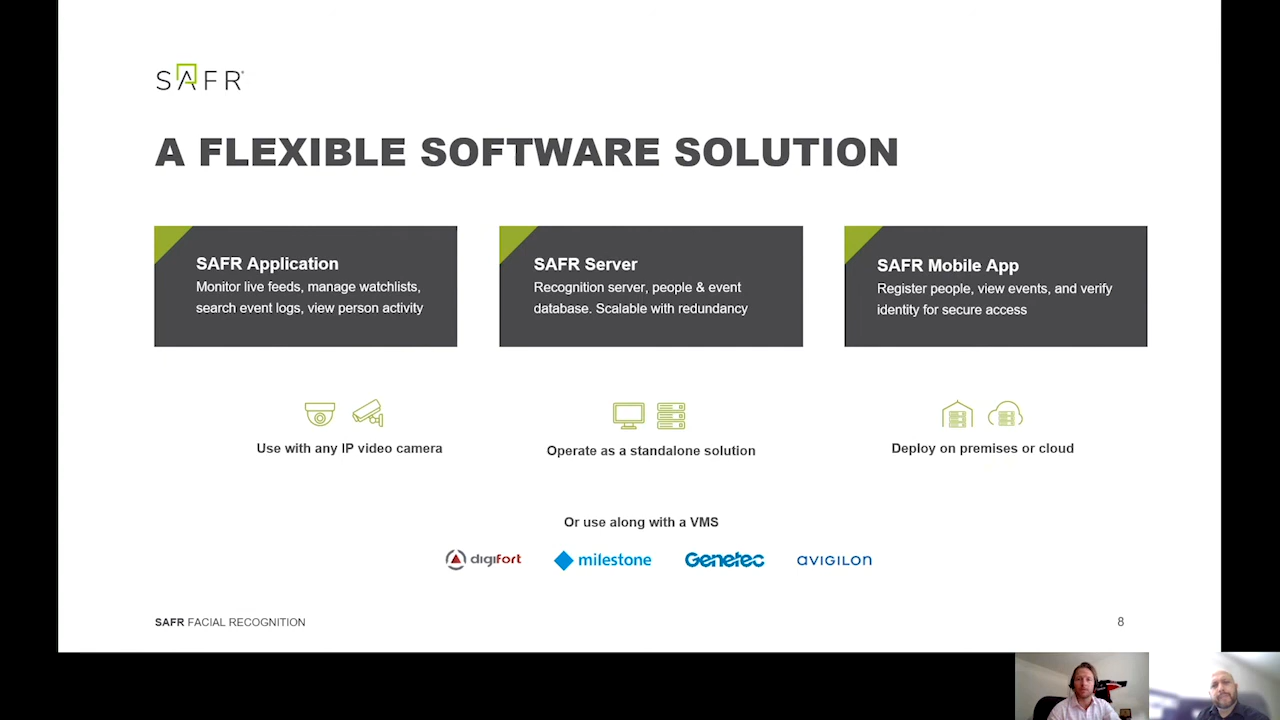 SAFR
A FLEXIBLE SOFTWARE SOLUTION
SAFR Application
Monitor live feeds, manage watchlists,
search event logs, view person activity
SAFR Server
Recognition server, people & event
database. Scalable with redundancy
SAFR Mobile App
Register people, view events, and verify
identity for secure access
Use with any IP video camera
Operate as a standalone solution
Deploy on premises or cloud
Or use along with a VMS
digifort milestone Genetec AVIGILON
SAFR FACIAL RECOGNITION
8